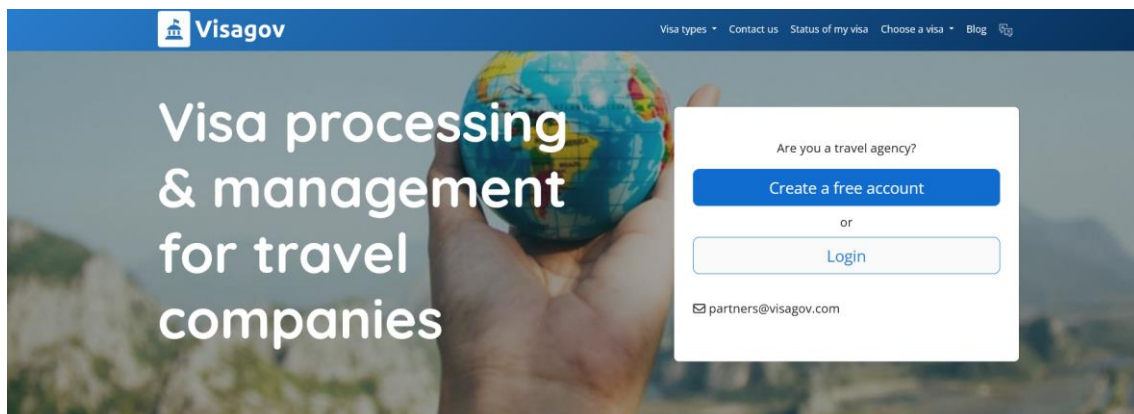 Visagov
Visa types
Contact us
Status of my visa
Choose a visa
Blog
Visa processing
& management
for travel
companies
Are you a travel agency?
Create a free account
or
Login
partners@visagov.com